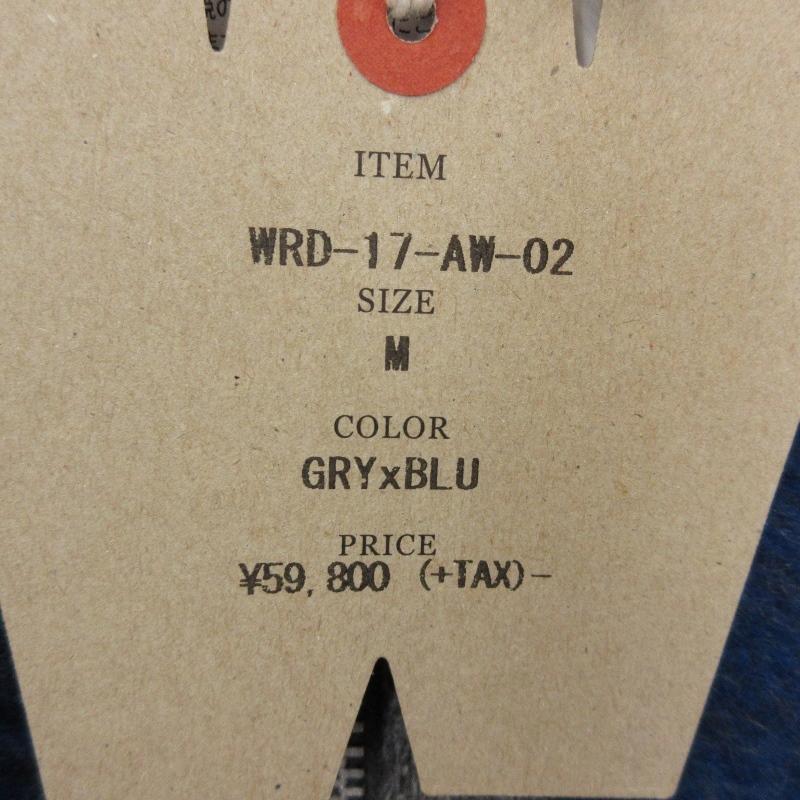 ITEM
WRD-17-AW-02
SIZE
M
COLOR
GRYxBLU
PRICE
¥59,800 (+TAX)-